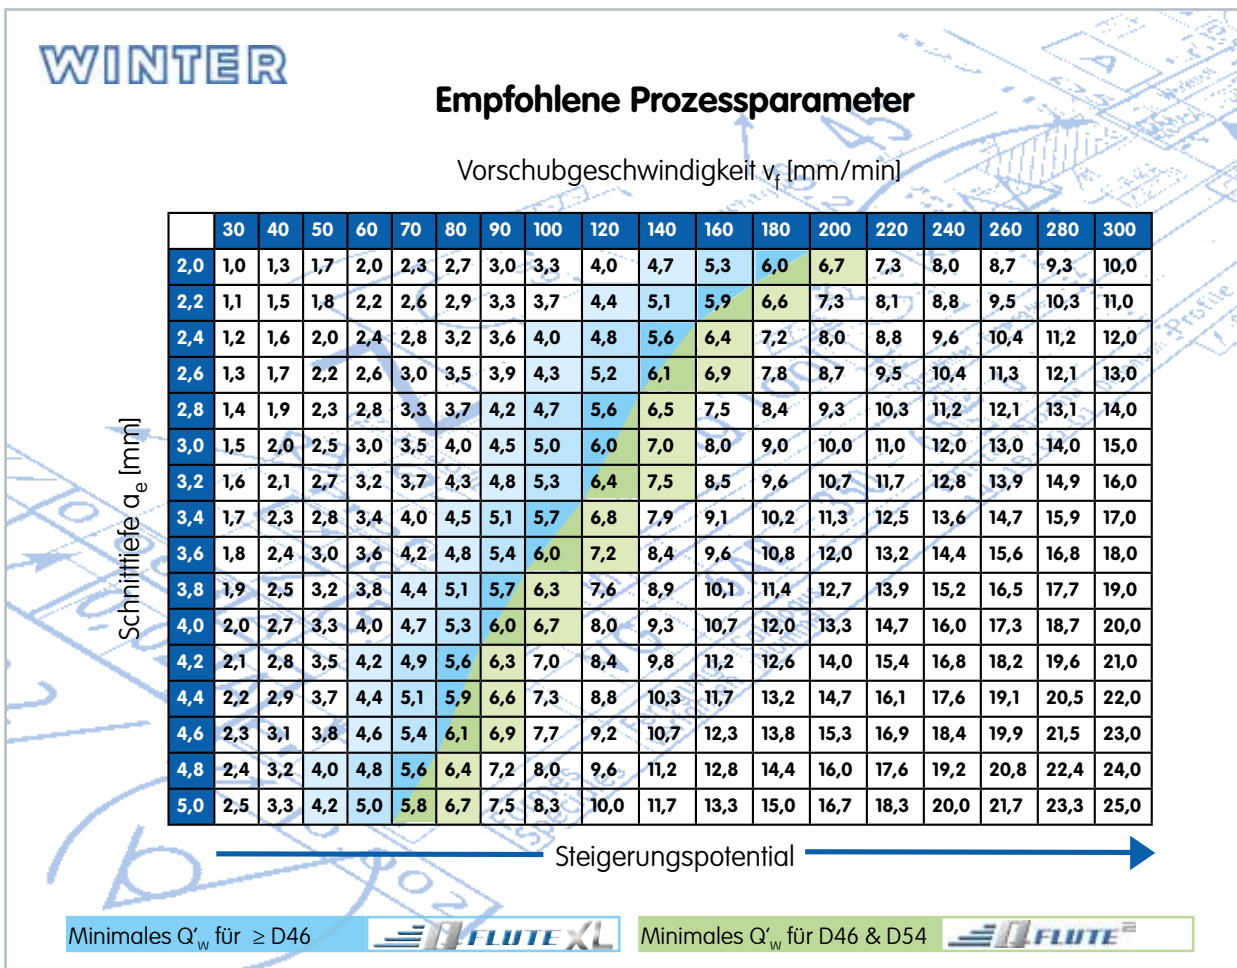 WINTER
Empfohlene Prozessparameter
Vorschubgeschwindigkeit vf [mm/min]
30 40 50 60 70 80 90 100 120 140 160 180 200 220 240 260 280 300
2,0 1,0 1,3 1,7 2,0 2,3 2,7 3,0 3,3 4,0 4,7 5,3 6,0 6,7 7,3 8,0 8,7 9,3 10,0
2,2 1,1 1,5 1,8 2,2 2,6 2,9 3,3 3,7 4,4 5,1 5,9 6,6 7,3 8,1 8,8 9,5 10,3 11,0
2,4 1,2 1,6 2,0 2,4 2,8 3,2 3,6 4,0 4,8 5,6 6,4 7,2 8,0 8,8 9,6 10,4 11,2 12,0
2,6 1,3 1,7 2,2 2,6 3,0 3,5 3,9 4,3 5,2 6,1 6,9 7,8 8,7 9,5 10,4 11,3 12,1 13,0
2,8 1,4 1,9 2,3 2,8 3,3 3,7 4,2 4,7 5,6 6,5 7,5 8,4 9,3 10,3 11,2 12,1 13,1 14,0
3,0 1,5 2,0 2,5 3,0 3,5 4,0 4,5 5,0 6,0 7,0 8,0 9,0 10,0 11,0 12,0 13,0 14,0 15,0
3,2 1,6 2,1 2,7 3,2 3,7 4,3 4,8 5,3 6,4 7,5 8,5 9,6 10,7 11,7 12,8 13,9 14,9 16,0
3,4 1,7 2,3 2,8 3,4 4,0 4,5 5,1 5,7 6,8 7,9 9,1 10,2 11,3 12,5 13,6 14,7 15,9 17,0
3,6 1,8 2,4 3,0 3,6 4,2 4,8 5,4 6,0 7,2 8,4 9,6 10,8 12,0 13,2 14,4 15,6 16,8 18,0
3,8 1,9 2,5 3,2 3,8 4,4 5,1 5,7 6,3 7,6 8,9 10,1 11,4 12,7 13,9 15,2 16,5 17,7 19,0
4,0 2,0 2,7 3,3 4,0 4,7 5,3 6,0 6,7 8,0 9,3 10,7 12,0 13,3 14,7 16,0 17,3 18,7 20,0
4,2 2,1 2,8 3,5 4,2 4,9 5,6 6,3 7,0 8,4 9,8 11,2 12,6 14,0 15,4 16,8 18,2 19,6 21,0
4,4 2,2 2,9 3,7 4,4 5,1 5,9 6,6 7,3 8,8 10,3 11,7 13,2 14,7 16,1 17,6 19,1 20,5 22,0
4,6 2,3 3,1 3,8 4,6 5,4 6,1 6,9 7,7 9,2 10,7 12,3 13,8 15,3 16,9 18,4 19,9 21,5 23,0
4,8 2,4 3,2 4,0 4,8 5,6 6,4 7,2 8,0 9,6 11,2 12,8 14,4 16,0 17,6 19,2 20,8 22,4 24,0
5,0 2,5 3,3 4,2 5,0 5,8 6,7 7,5 8,3 10,0 11,7 13,3 15,0 16,7 18,3 20,0 21,7 23,3 25,0
Schnitttiefe ae [mm]
Steigerungspotential
Minimales Q'w für ≥ D46 FLUTE XL
Minimales Q'w für D46 & D54 FLUTE²